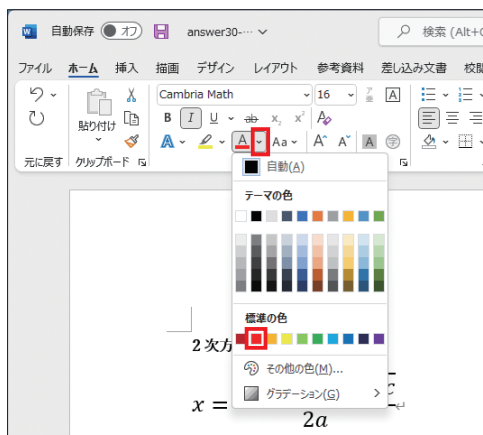 自動保存 オフ answer30-… 検索 (Alt+
ファイル ホーム 挿入 描画 デザイン レイアウト 参考資料 差し込み文書 校閲
貼り付け
Cambria Math 16
B I U ab x₂ x² A
A A Aa A A A 字
元に戻す クリップボード
自動(A)
テーマの色
標準の色
その他の色(M)...
グラデーション(G)
2 次方
x =
c
2a